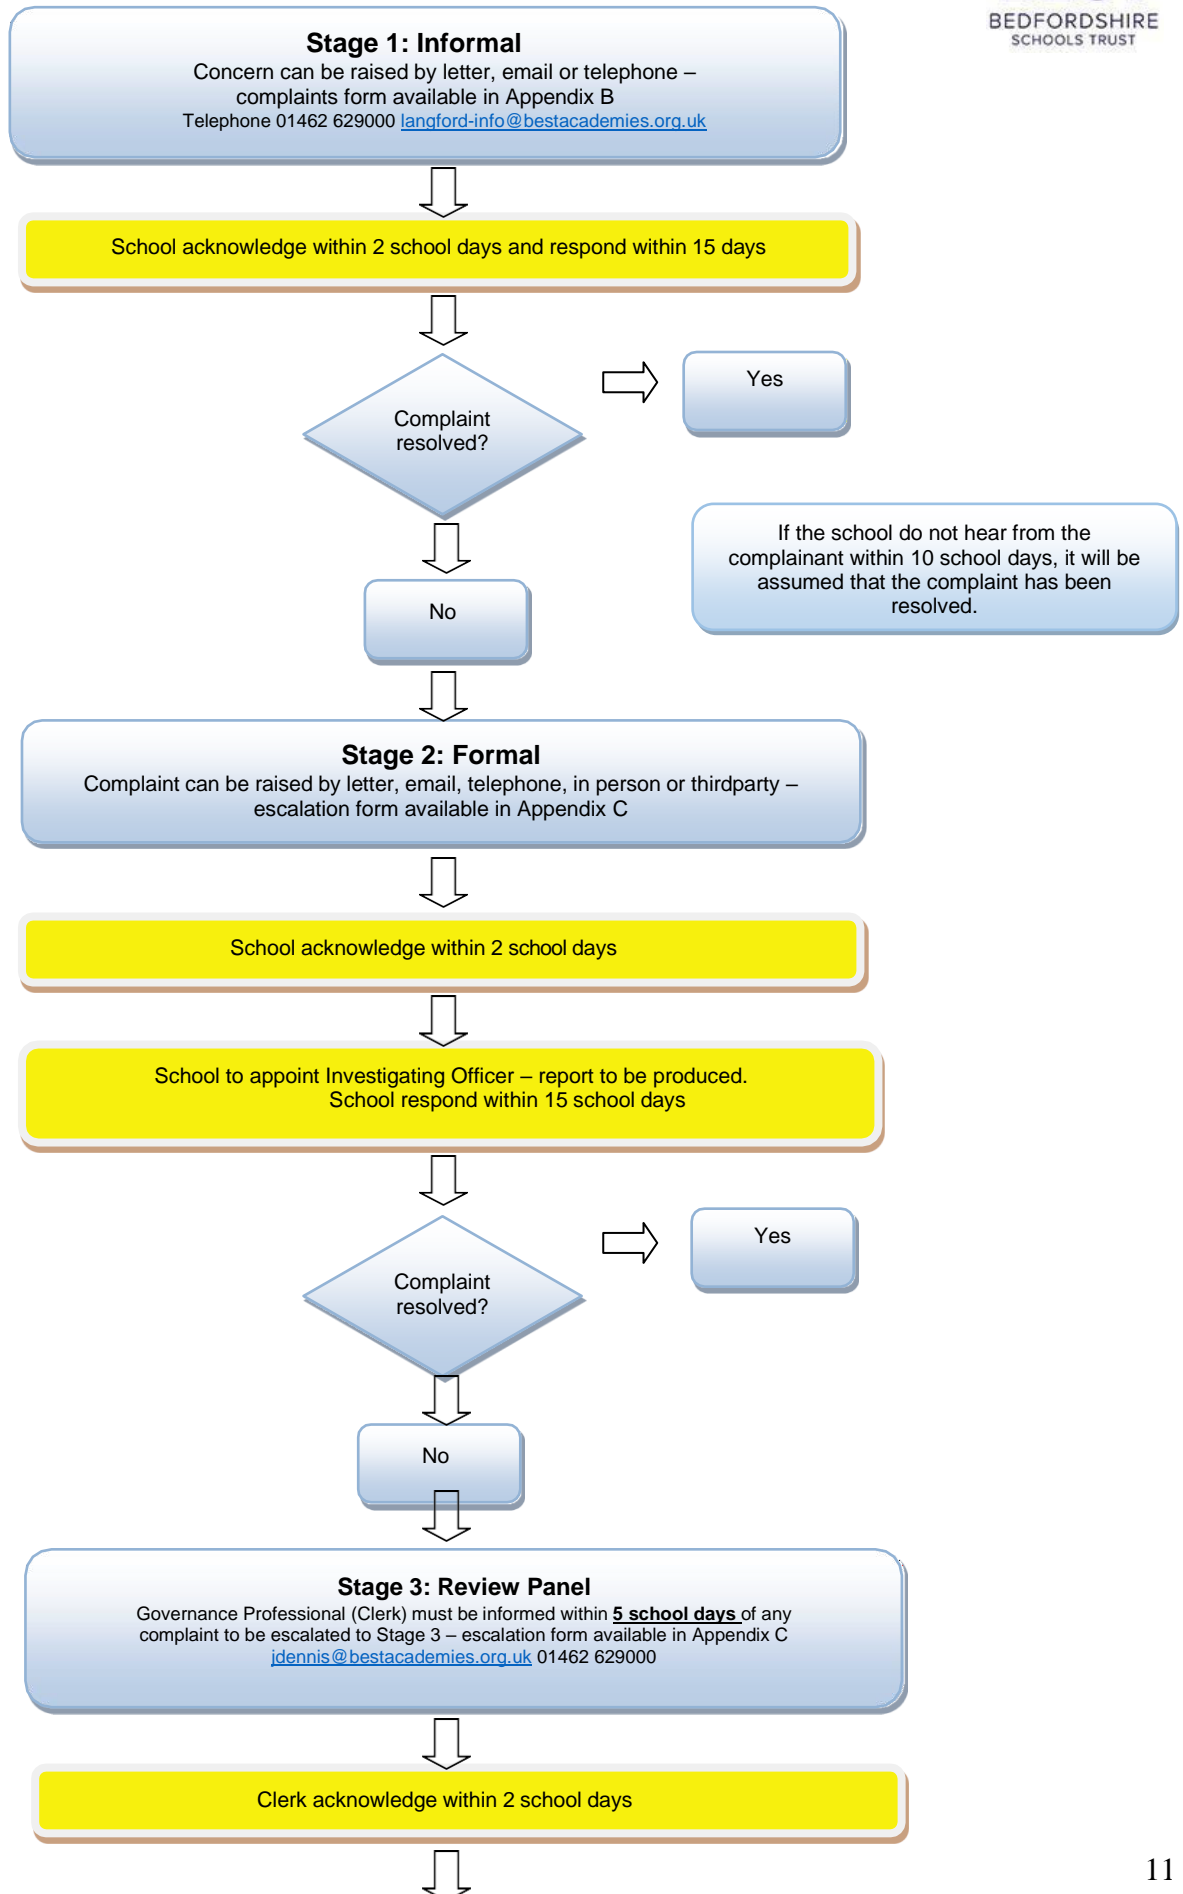 BEDFORDSHIRE
SCHOOLS TRUST
Stage 1: Informal
Concern can be raised by letter, email or telephone –
complaints form available in Appendix B
Telephone 01462 629000 langford-info@bestacademies.org.uk
School acknowledge within 2 school days and respond within 15 days
Complaint
resolved?
Yes
If the school do not hear from the
complainant within 10 school days, it will be
assumed that the complaint has been
resolved.
No
Stage 2: Formal
Complaint can be raised by letter, email, telephone, in person or thirdparty –
escalation form available in Appendix C
School acknowledge within 2 school days
School to appoint Investigating Officer – report to be produced.
School respond within 15 school days
Complaint
resolved?
Yes
No
Stage 3: Review Panel
Governance Professional (Clerk) must be informed within 5 school days of any
complaint to be escalated to Stage 3 – escalation form available in Appendix C
jdennis@bestacademies.org.uk 01462 629000
Clerk acknowledge within 2 school days
11